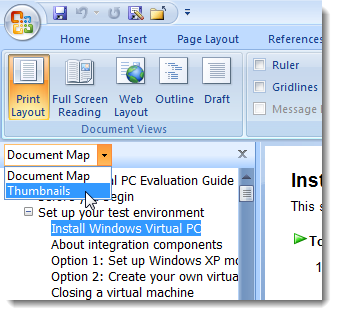 Home Insert Page Layout References
Print Layout
Full Screen Reading
Web Layout
Outline
Draft
Document Views
Ruler
Gridlines
Message
Document Map
Document Map
Thumbnails
al PC Evaluation Guide
Before you begin
Set up your test environment
Install Windows Virtual PC
About integration components
Option 1: Set up Windows XP mo
Option 2: Create your own virtua
Closing a virtual machine
Inst
This s
To
1